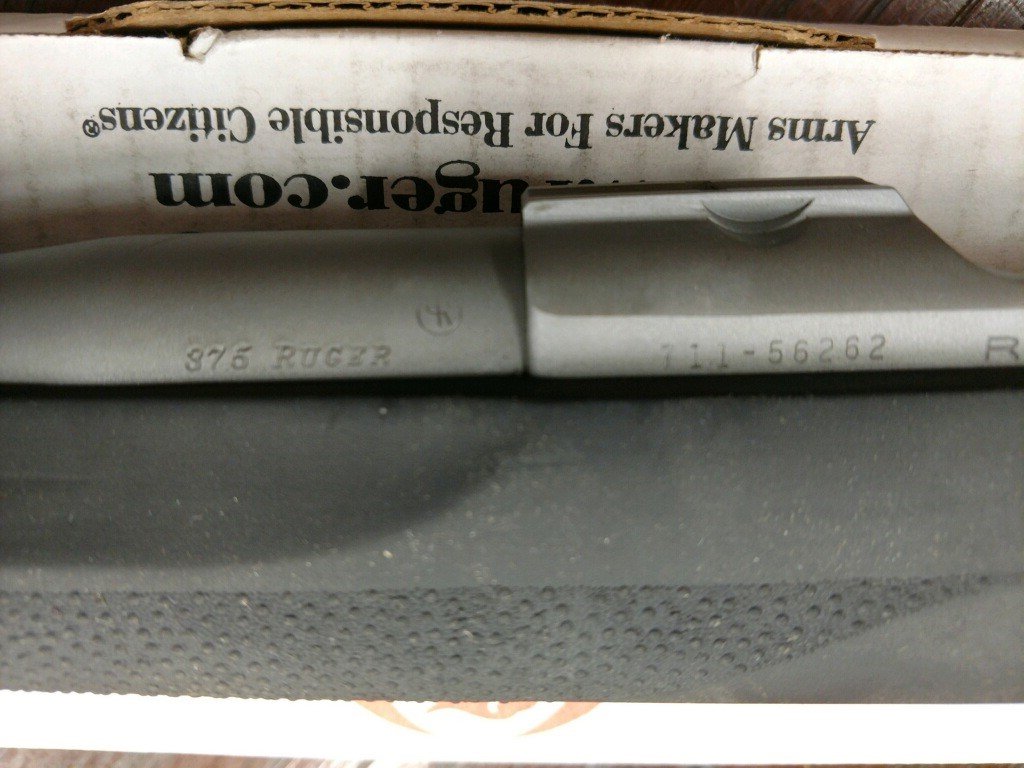 Arms Makers For Responsible Citizens®
uger.com
375 RUGER
711-56262
R